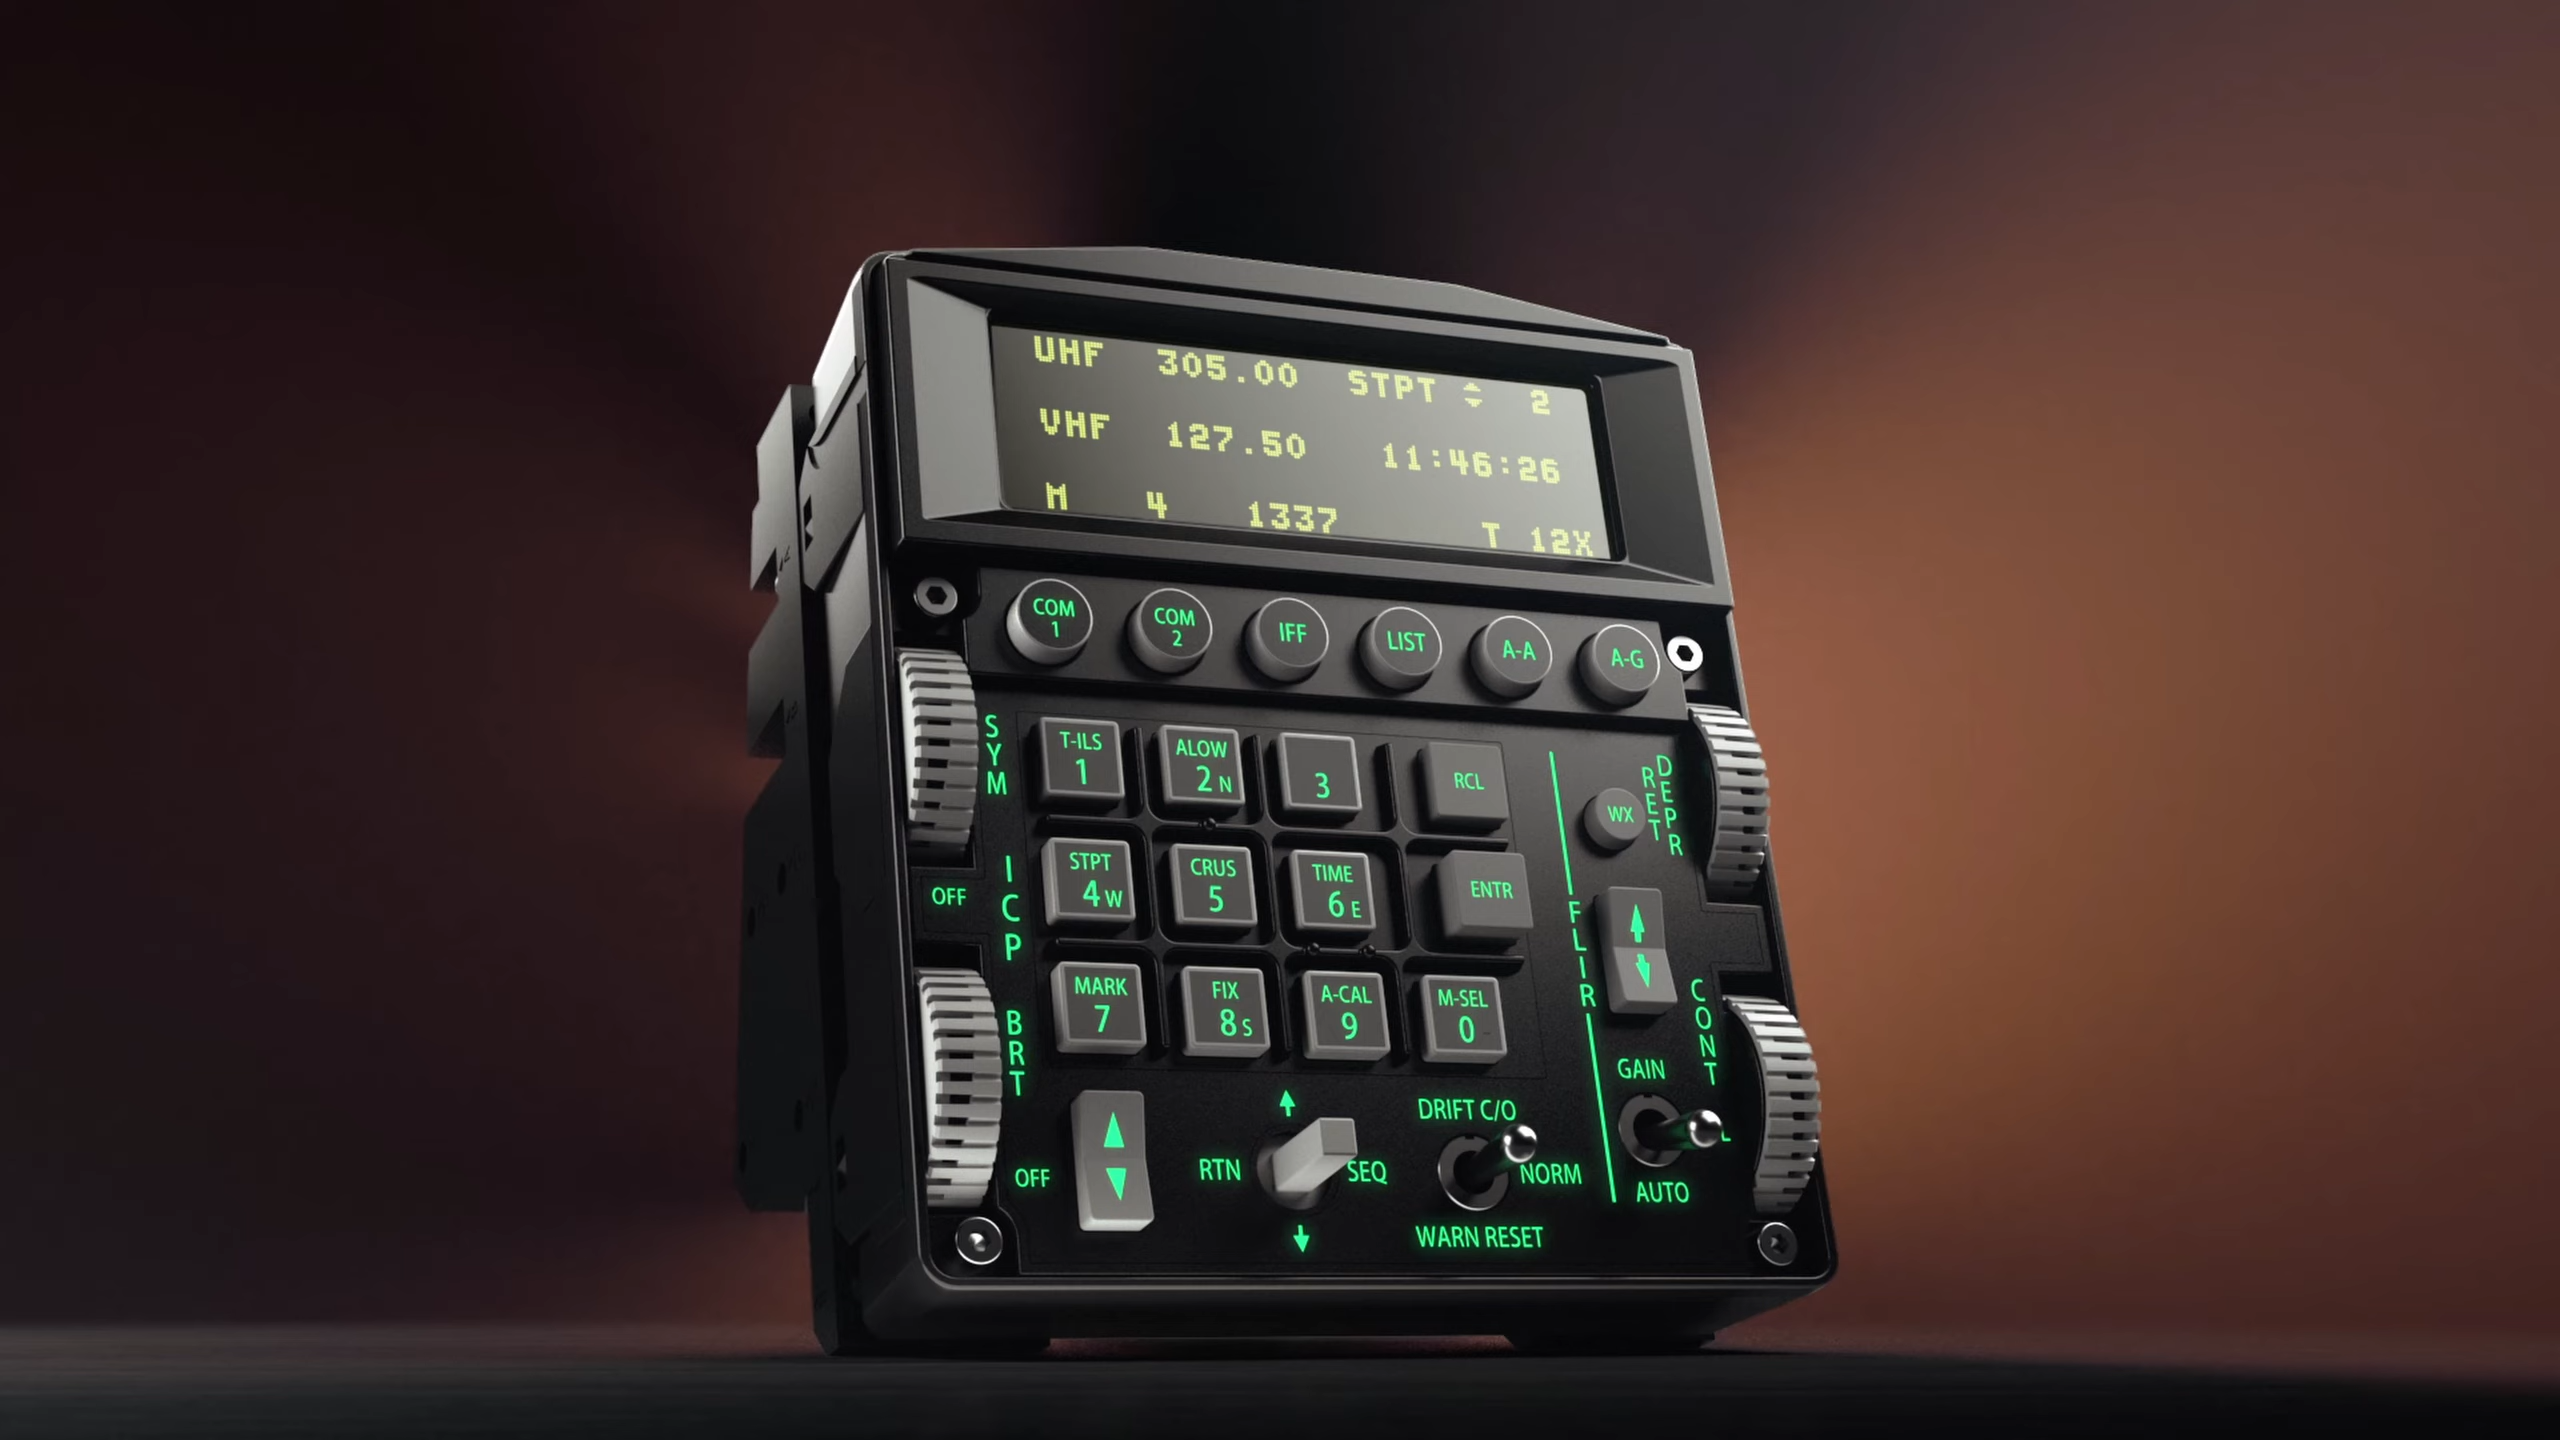 UHF 305.00 STPT 2
VHF 127.50 11:46:26
M 4 1337 T 12X
COM 1
COM 2
IFF
LIST
A-A
A-G
SYM
T-ILS 1
ALOW 2 N
3
RCL
WX
RET
DEPR
OFF
ICP
STPT 4 W
CRUS 5
TIME 6 E
ENTR
FLIR
BRT
MARK 7
FIX 8 S
A-CAL 9
M-SEL 0
CONT
GAIN
OFF
RTN
SEQ
DRIFT C/O
NORM
WARN RESET
AUTO